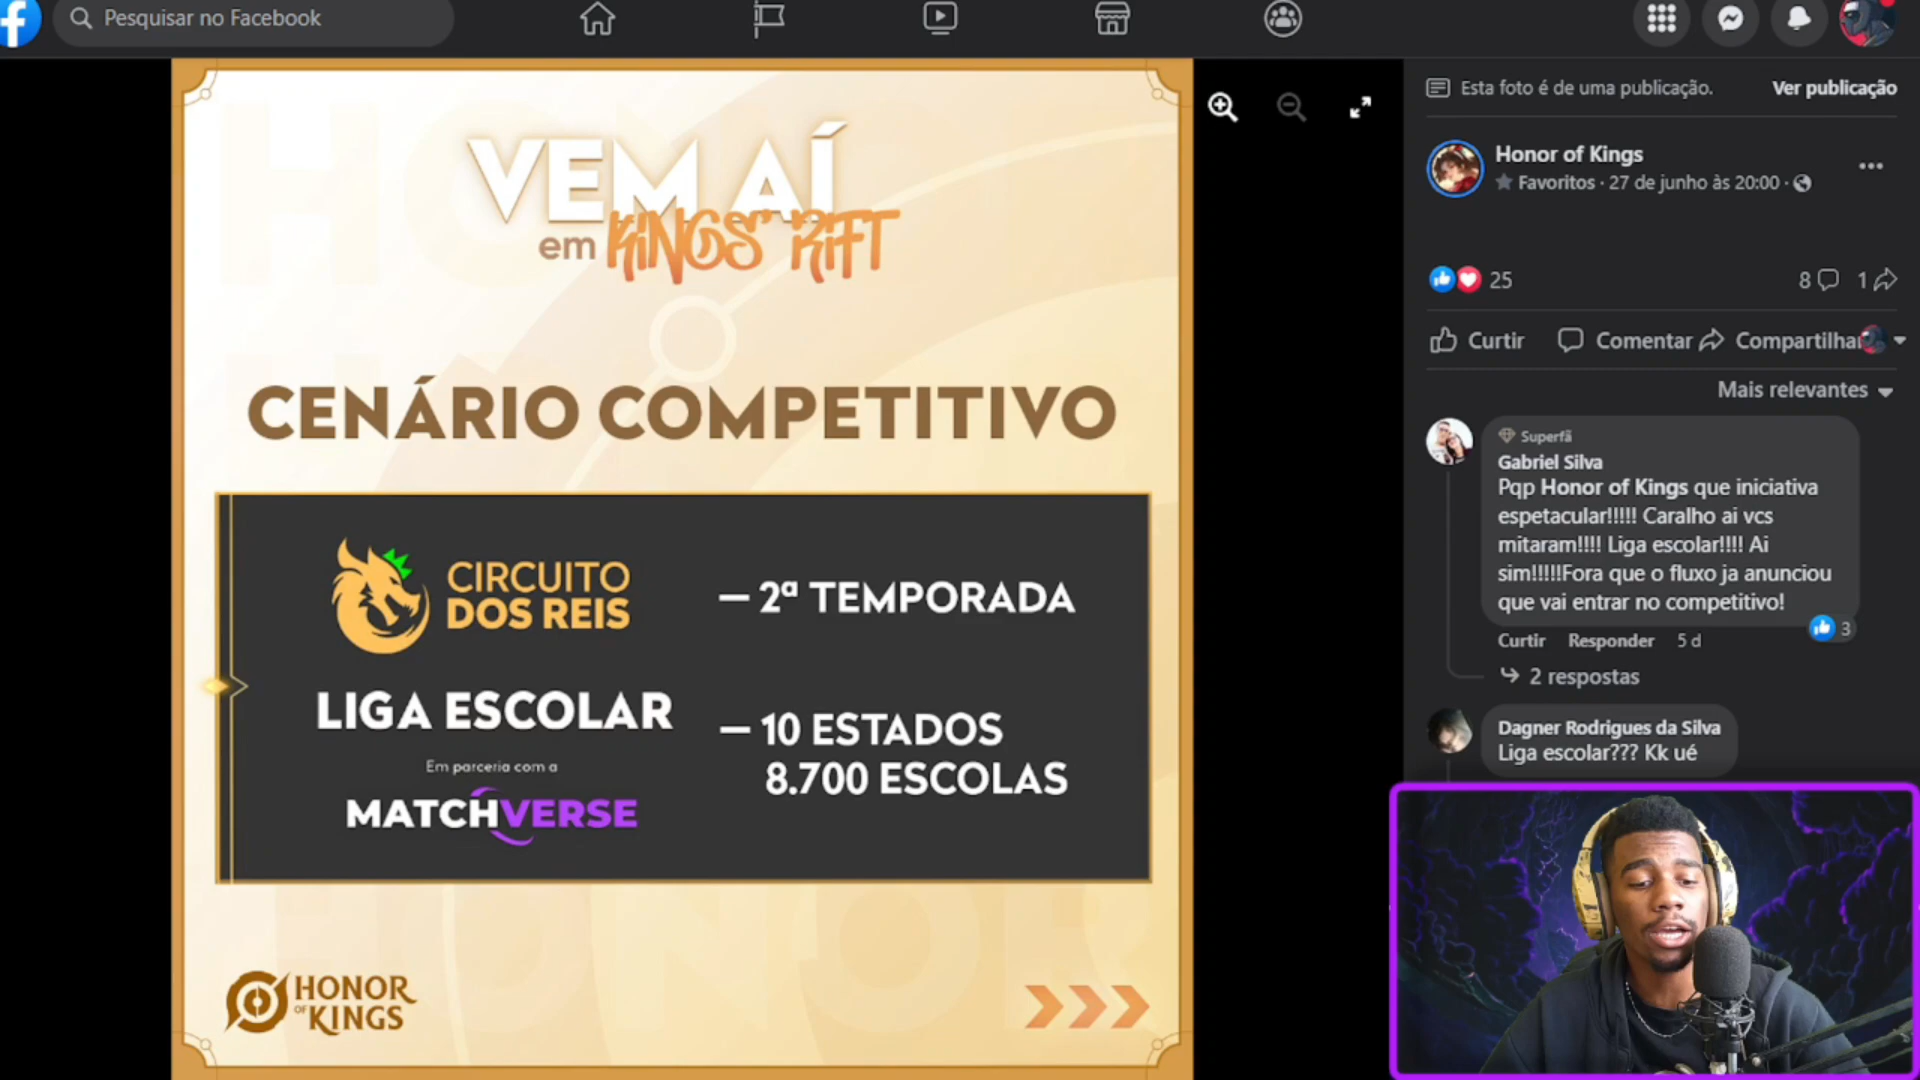 Pesquisar no Facebook
VEM AÍ
em KINGS' RIFT
CENÁRIO COMPETITIVO
CIRCUITO
DOS REIS
— 2ª TEMPORADA
LIGA ESCOLAR
Em parceria com a
MATCHVERSE
— 10 ESTADOS
8.700 ESCOLAS
HONOR
OF KINGS
Esta foto é de uma publicação.
Ver publicação
Honor of Kings
Favoritos · 27 de junho às 20:00 ·
25
8
1
Curtir
Comentar
Compartilhar
Mais relevantes
Superfã
Gabriel Silva
Pqp Honor of Kings que iniciativa
espetacular!!!!! Caralho ai vcs
mitaram!!!! Liga escolar!!!! Ai
sim!!!!!Fora que o fluxo ja anunciou
que vai entrar no competitivo!
3
Curtir Responder 5 d
2 respostas
Dagner Rodrigues da Silva
Liga escolar??? Kk ué